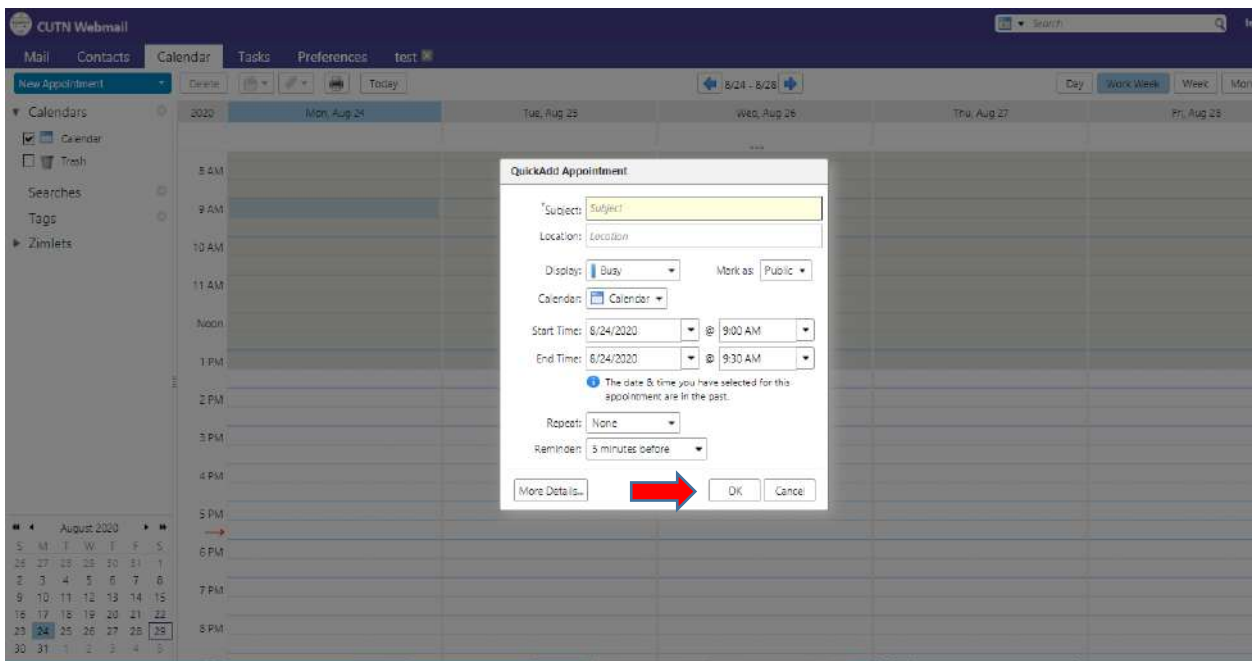 CUTN Webmail
Search
Mail Contacts Calendar Tasks Preferences test
New Appointment Delete Today 8/24 - 8/28 Day Work Week Week
Calendars 2020 Mon, Aug 24 Tue, Aug 25 Wed, Aug 26 Thu, Aug 27 Fri, Aug 28
Calendar
Trash
Searches
Tags
Zimlets
8 AM
9 AM
10 AM
11 AM
Noon
1 PM
2 PM
3 PM
4 PM
5 PM
6 PM
7 PM
8 PM
QuickAdd Appointment
*Subject: Subject
Location: Location
Display: Busy Mark as: Public
Calendar: Calendar
Start Time: 8/24/2020 @ 9:00 AM
End Time: 8/24/2020 @ 9:30 AM
The date & time you have selected for this
appointment are in the past.
Repeat: None
Reminder: 5 minutes before
More Details... OK Cancel
August 2020
S M T W T F S
26 27 28 29 30 31 1
2 3 4 5 6 7 8
9 10 11 12 13 14 15
16 17 18 19 20 21 22
23 24 25 26 27 28 29
30 31 1 2 3 4 5